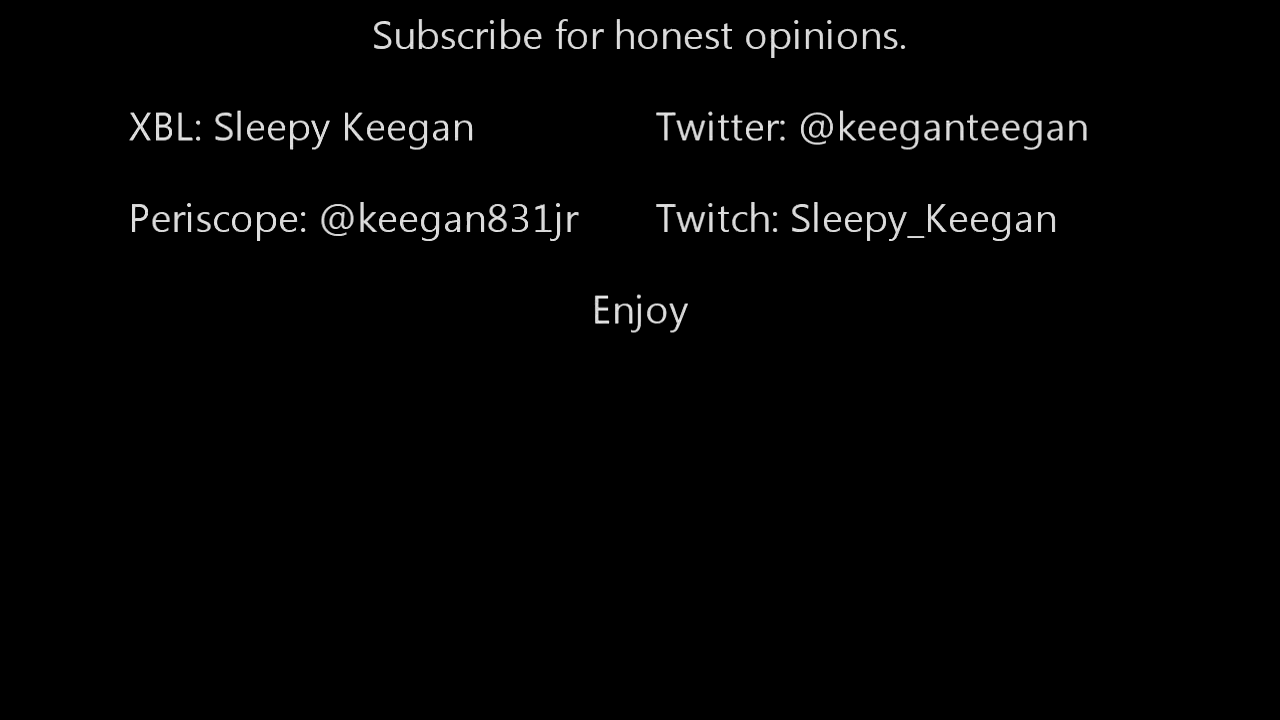 Subscribe for honest opinions.
XBL: Sleepy Keegan Twitter: @keeganteegan
Periscope: @keegan831jr Twitch: Sleepy_Keegan
Enjoy